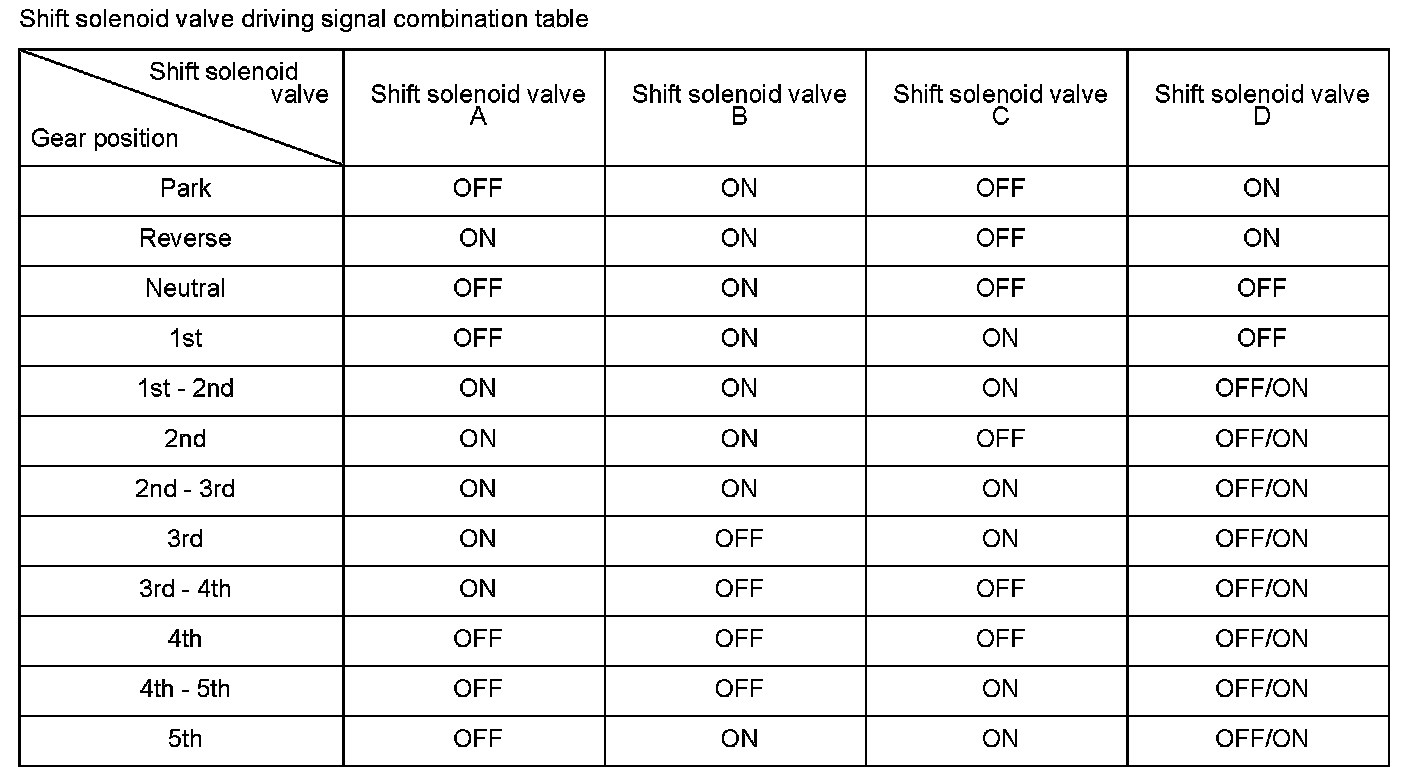 Shift solenoid valve driving signal combination table
Shift solenoid
valve
Gear position
Shift solenoid valve
A
Shift solenoid valve
B
Shift solenoid valve
C
Shift solenoid valve
D
Park OFF ON OFF ON
Reverse ON ON OFF ON
Neutral OFF ON OFF OFF
1st OFF ON ON OFF
1st - 2nd ON ON ON OFF/ON
2nd ON ON OFF OFF/ON
2nd - 3rd ON ON ON OFF/ON
3rd ON OFF ON OFF/ON
3rd - 4th ON OFF OFF OFF/ON
4th OFF OFF OFF OFF/ON
4th - 5th OFF OFF ON OFF/ON
5th OFF ON ON OFF/ON